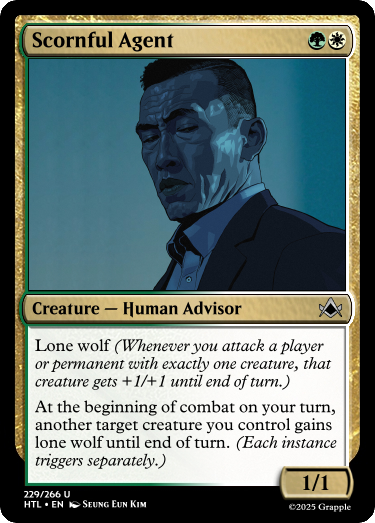 Scornful Agent
Creature — Human Advisor
Lone wolf (Whenever you attack a player
or permanent with exactly one creature, that
creature gets +1/+1 until end of turn.)
At the beginning of combat on your turn,
another target creature you control gains
lone wolf until end of turn. (Each instance
triggers separately.)
1/1
229/266 U
HTL • EN Seung Eun Kim
©2025 Grapple